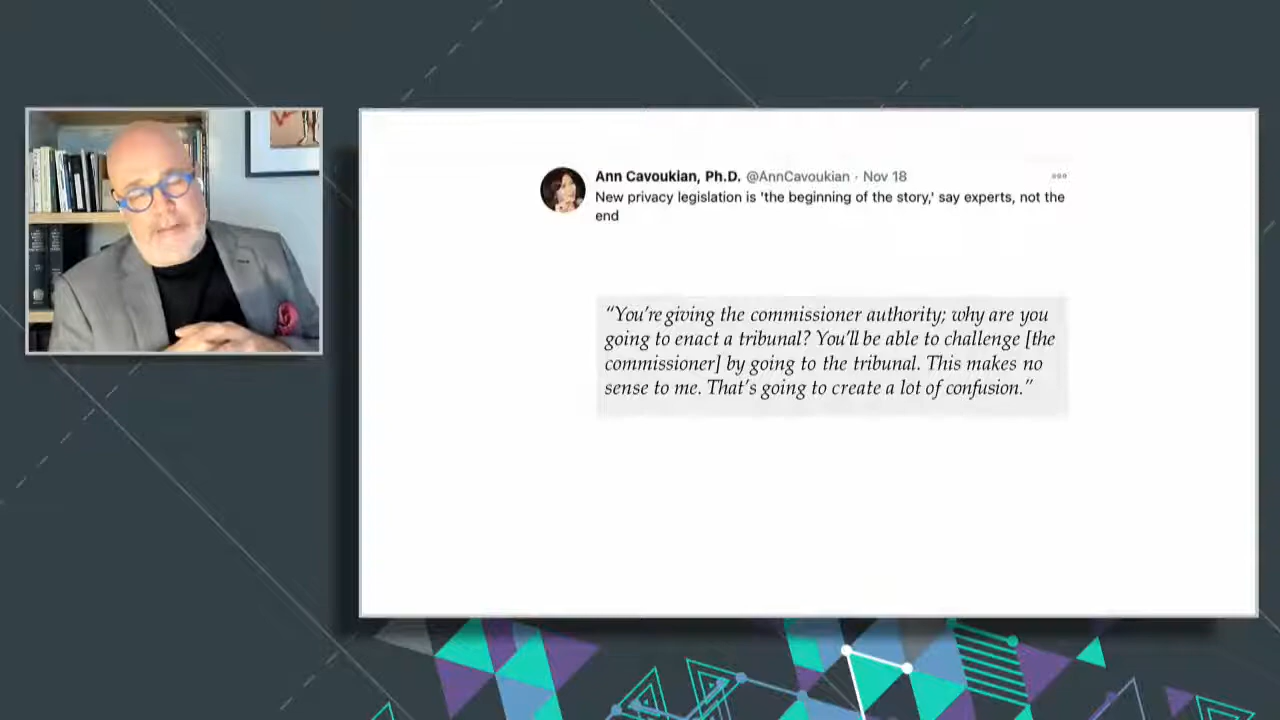 Ann Cavoukian, Ph.D. @AnnCavoukian · Nov 18
New privacy legislation is 'the beginning of the story,' say experts, not the
end
“You’re giving the commissioner authority; why are you
going to enact a tribunal? You’ll be able to challenge [the
commissioner] by going to the tribunal. This makes no
sense to me. That’s going to create a lot of confusion.”